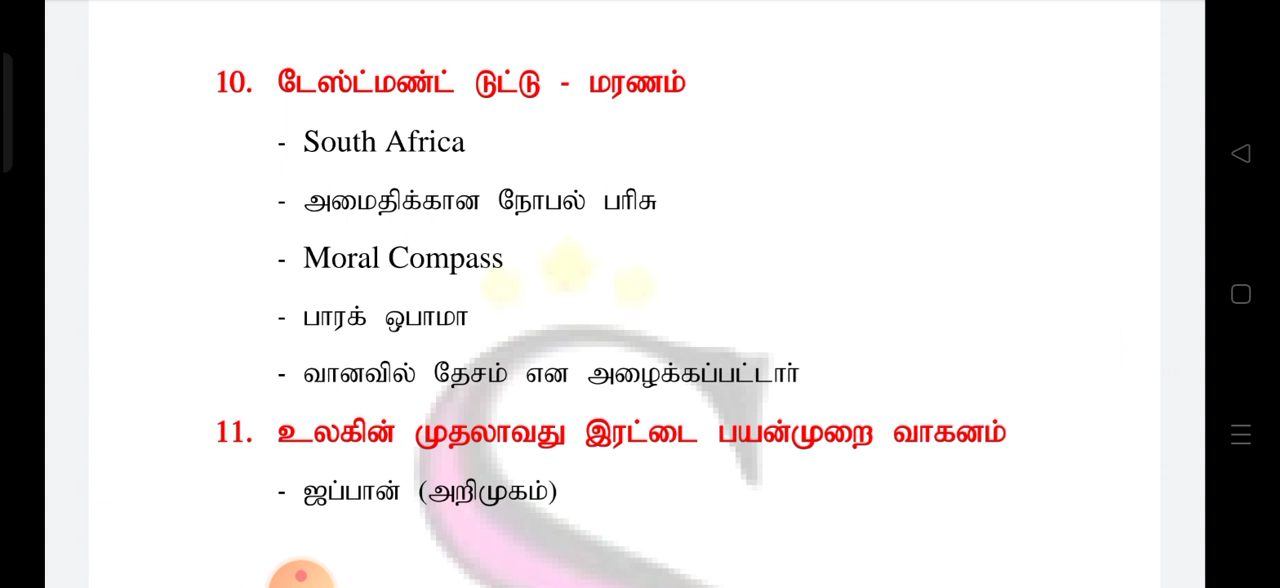 10. டேஸ்ட்மண்ட் டுட்டு - மரணம்
- South Africa
- அமைதிக்கான நோபல் பரிசு
- Moral Compass
- பாரக் ஒபாமா
- வானவில் தேசம் என அழைக்கப்பட்டார்
11. உலகின் முதலாவது இரட்டை பயன்முறை வாகனம்
- ஜப்பான் (அறிமுகம்)